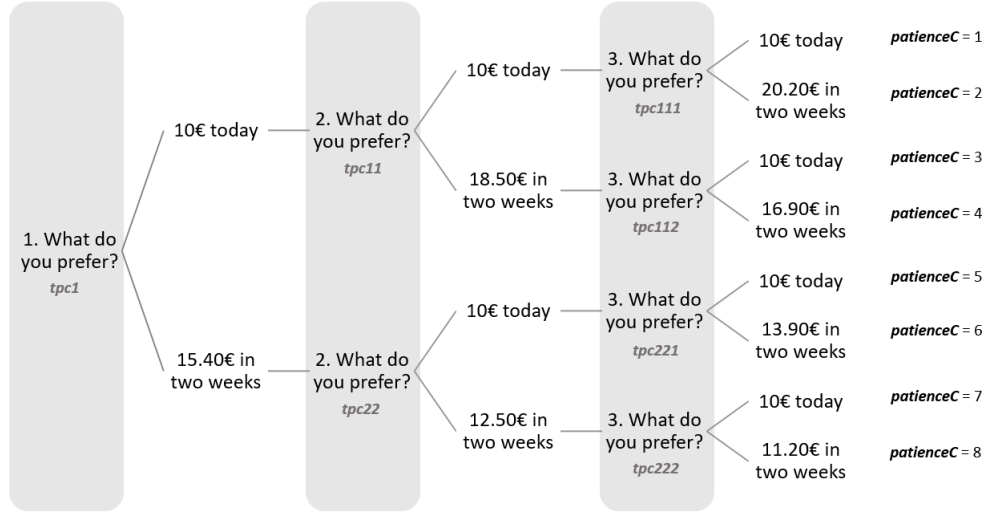 1. What do
you prefer?
tpc1
10€ today
15.40€ in
two weeks
2. What do
you prefer?
tpc11
2. What do
you prefer?
tpc22
10€ today
18.50€ in
two weeks
10€ today
12.50€ in
two weeks
3. What do
you prefer?
tpc111
3. What do
you prefer?
tpc112
3. What do
you prefer?
tpc221
3. What do
you prefer?
tpc222
10€ today
20.20€ in
two weeks
10€ today
16.90€ in
two weeks
10€ today
13.90€ in
two weeks
10€ today
11.20€ in
two weeks
patienceC = 1
patienceC = 2
patienceC = 3
patienceC = 4
patienceC = 5
patienceC = 6
patienceC = 7
patienceC = 8